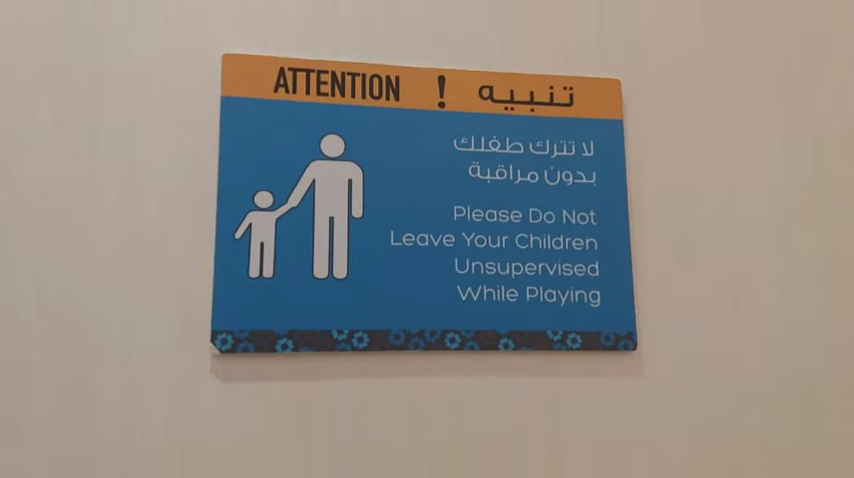 ATTENTION ! تنبيه
لا تترك طفلك
بدون مراقبة
Please Do Not
Leave Your Children
Unsupervised
While Playing